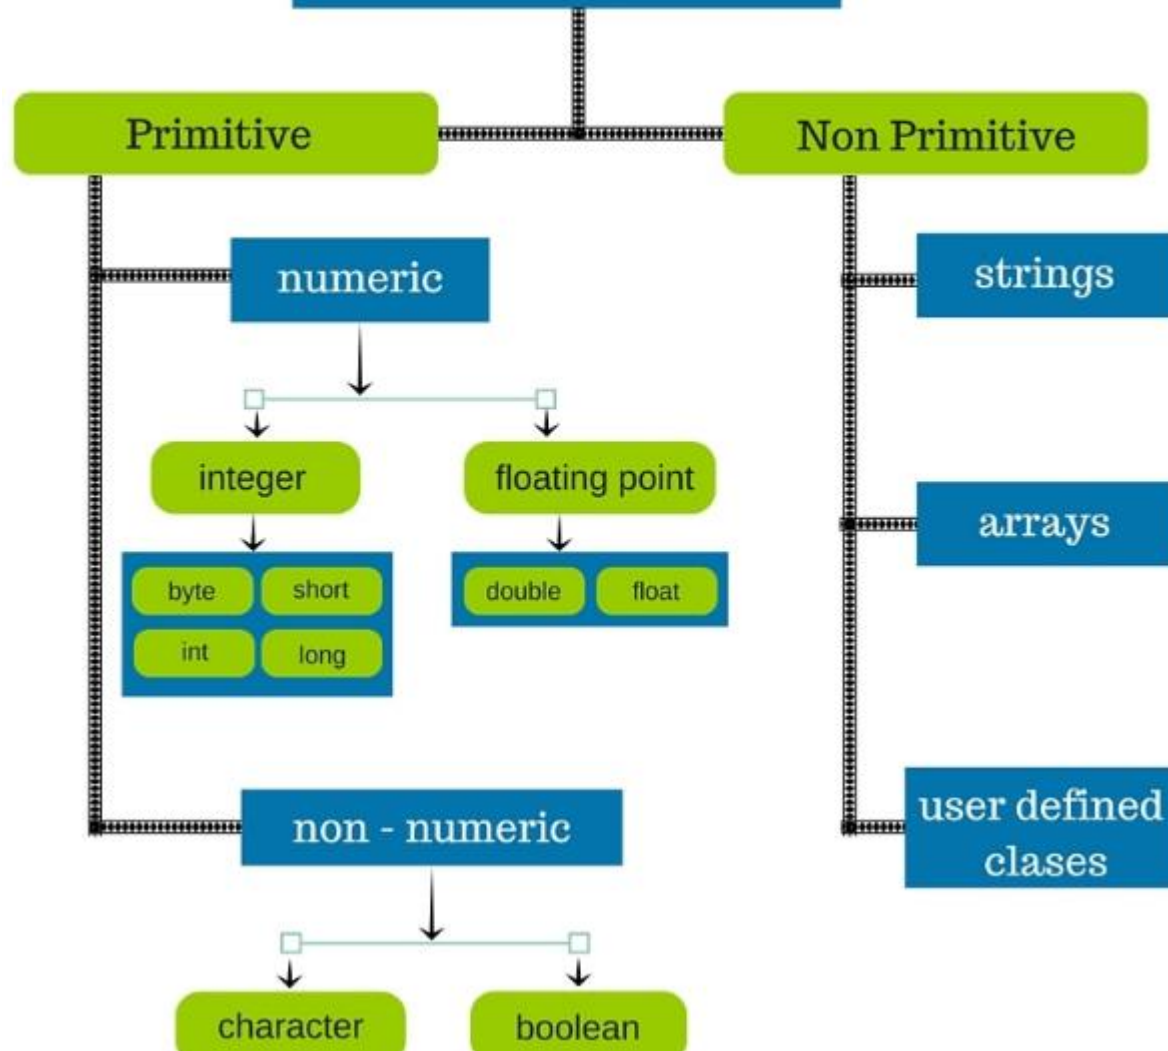 Primitive
Non Primitive
numeric
strings
integer
floating point
arrays
byte
short
double
float
int
long
user defined
clases
non - numeric
character
boolean